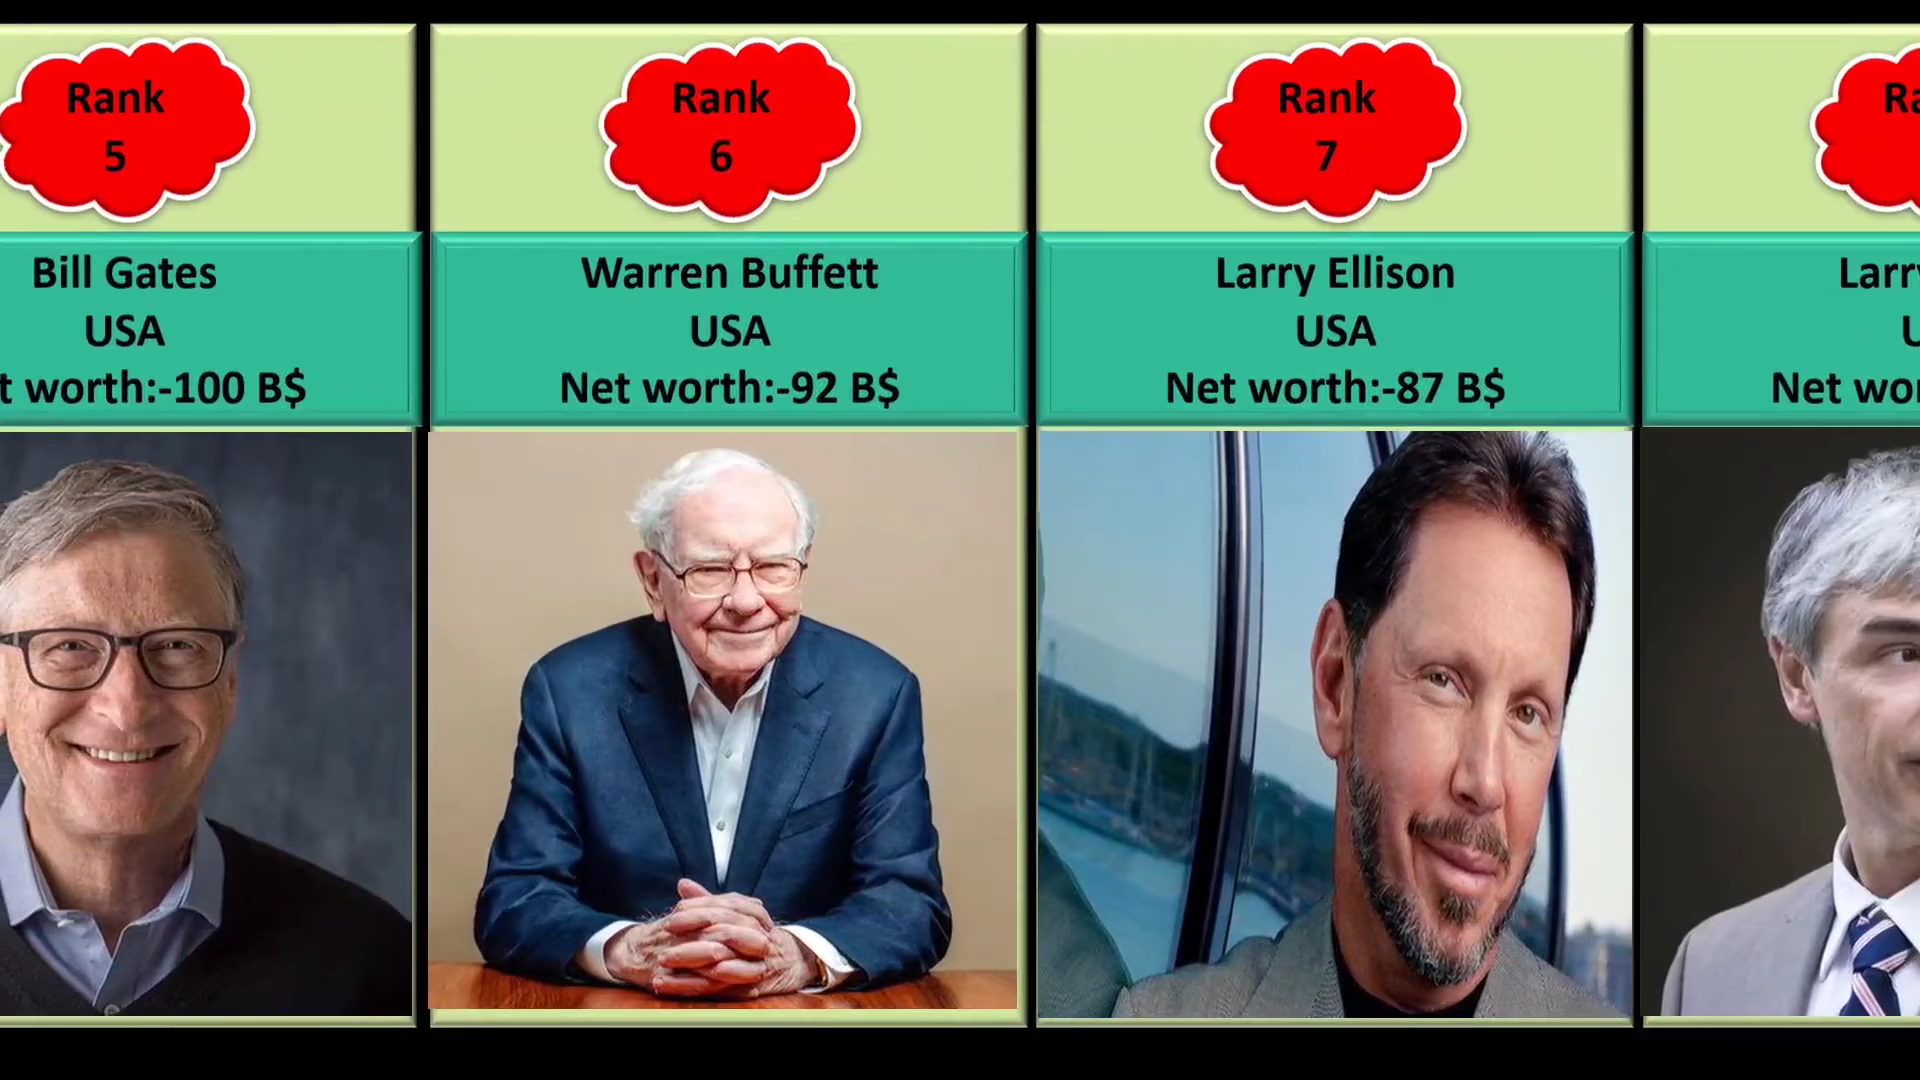 Rank
5
Bill Gates
USA
t worth:-100 B$
Rank
6
Warren Buffett
USA
Net worth:-92 B$
Rank
7
Larry Ellison
USA
Net worth:-87 B$
Ra
Larry
U
Net wor